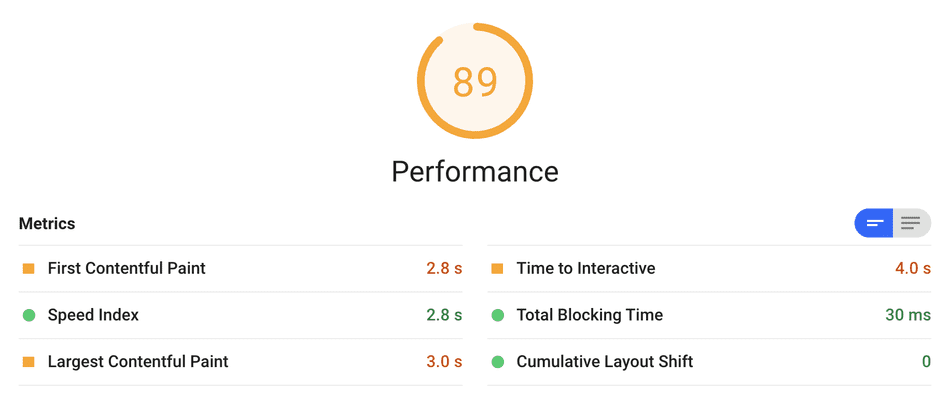 89
Performance
Metrics
First Contentful Paint 2.8 s
Time to Interactive 4.0 s
Speed Index 2.8 s
Total Blocking Time 30 ms
Largest Contentful Paint 3.0 s
Cumulative Layout Shift 0